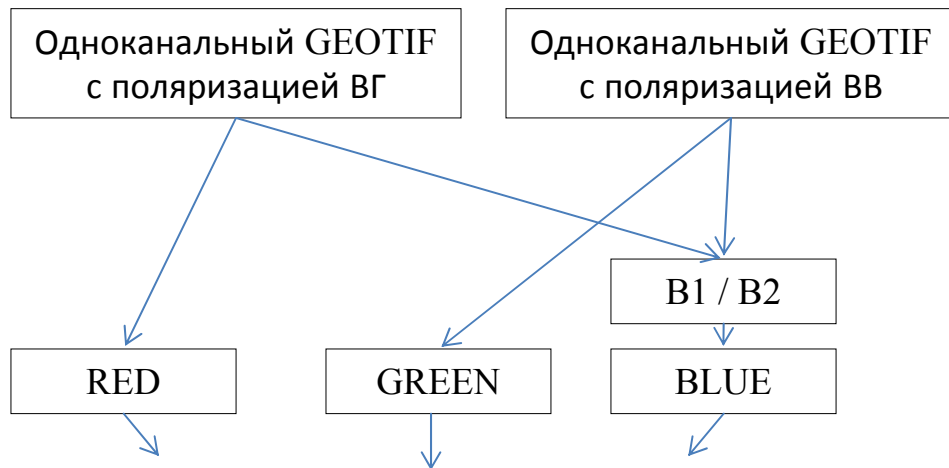 Одноканальный GEOTIF
с поляризацией ВГ
Одноканальный GEOTIF
с поляризацией ВВ
B1 / B2
RED
GREEN
BLUE